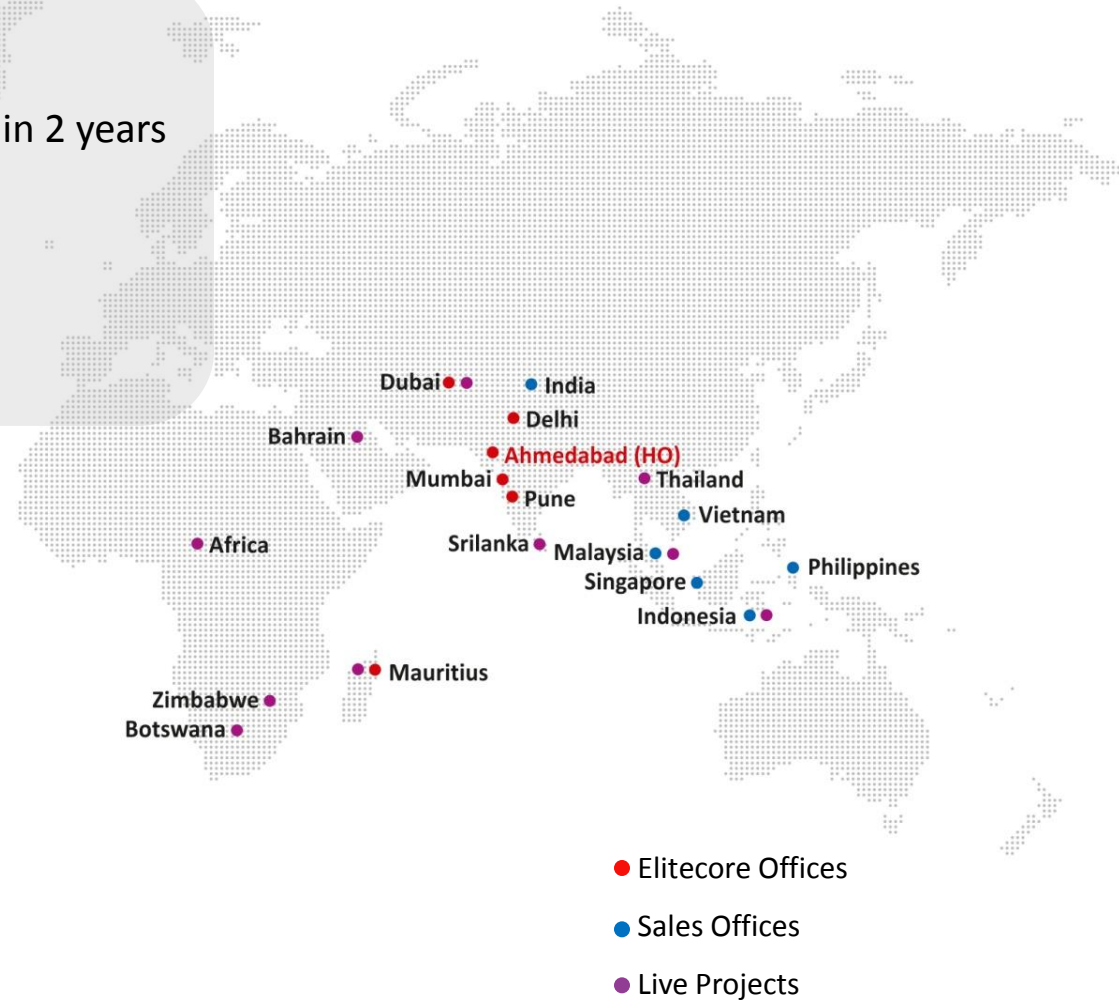 in 2 years
Dubai
India
Delhi
Bahrain
Ahmedabad (HO)
Mumbai
Thailand
Pune
Vietnam
Africa
Srilanka
Malaysia
Philippines
Singapore
Indonesia
Mauritius
Zimbabwe
Botswana
Elitecore Offices
Sales Offices
Live Projects